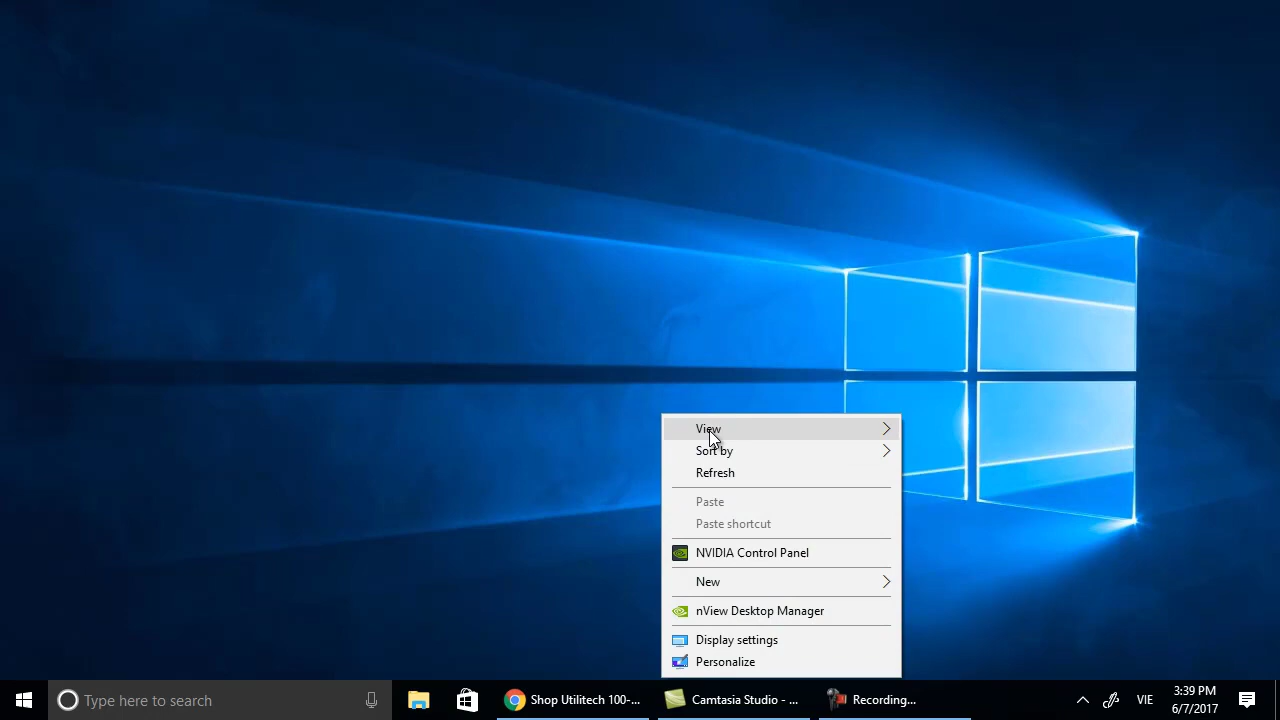 View
Sort by
Refresh
Paste
Paste shortcut
NVIDIA Control Panel
New
nView Desktop Manager
Display settings
Personalize
Type here to search
Shop Utilitech 100-...
Camtasia Studio - ...
Recording...
VIE
3:39 PM
6/7/2017